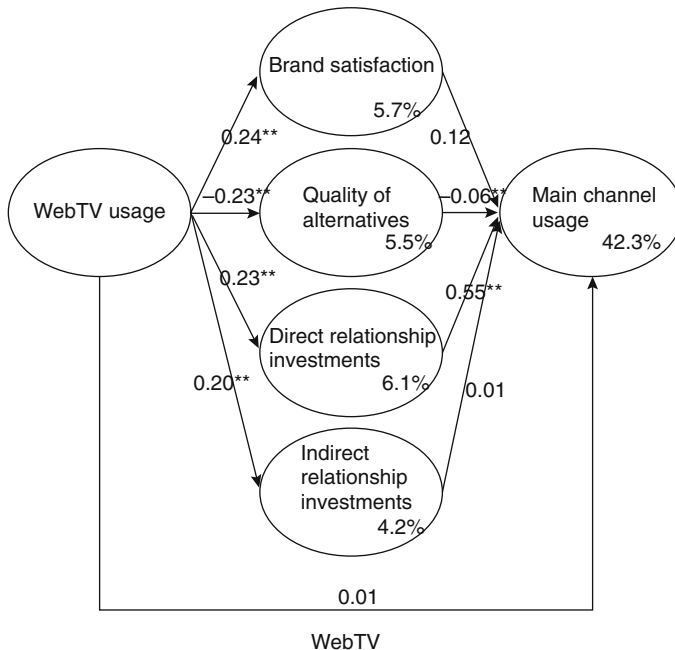 Brand satisfaction
5.7%
0.24**
0.12
WebTV usage
–0.23**
Quality of
alternatives
5.5%
–0.06**
Main channel
usage
42.3%
0.23**
Direct relationship
investments
6.1%
0.55**
0.20**
Indirect
relationship
investments
4.2%
0.01
0.01
WebTV